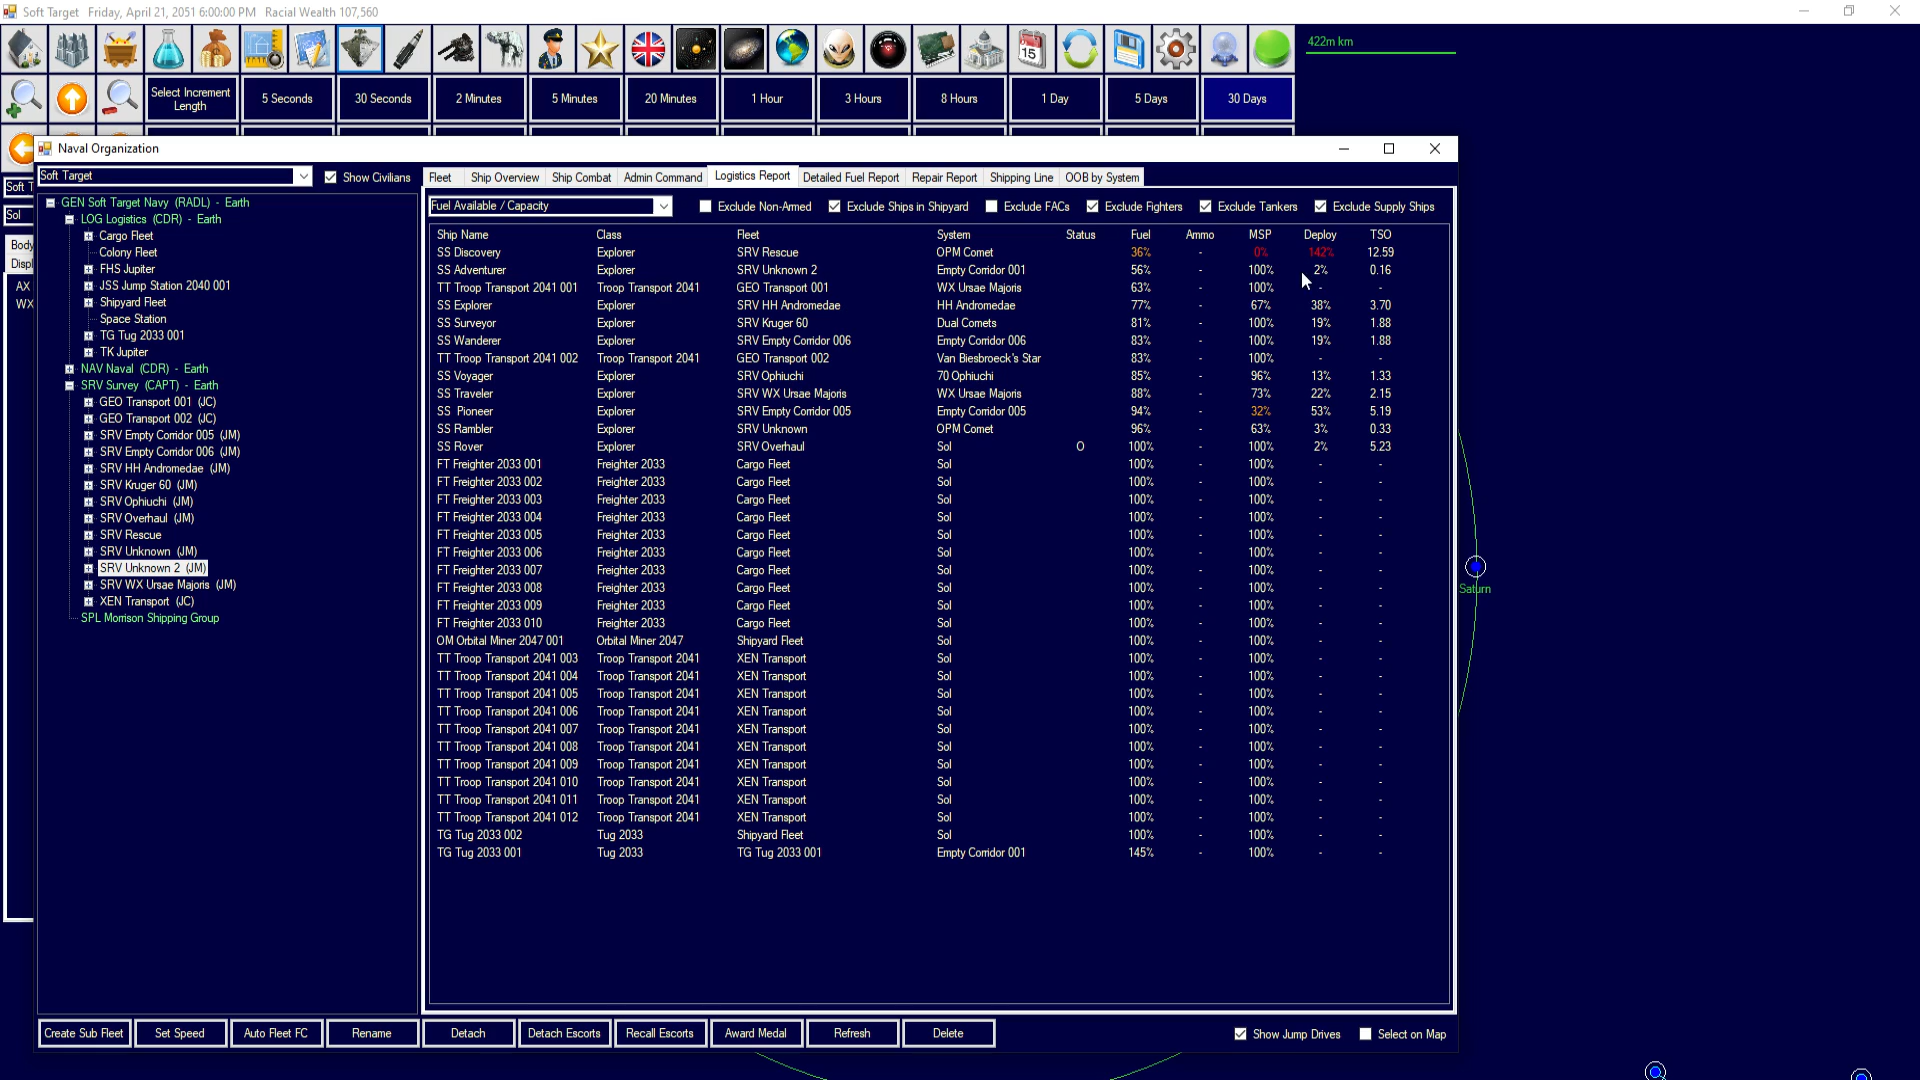 Soft Target Friday, April 21, 2051 6:00:00 PM Racial Wealth 107,560
422m km
15
Select Increment Length 5 Seconds 30 Seconds 2 Minutes 5 Minutes 20 Minutes 1 Hour 3 Hours 8 Hours 1 Day 5 Days 30 Days
Naval Organization
Soft T
Sol
Body
Displ
AX
WX
Soft Target Show Civilians
GEN Soft Target Navy (RADL) - Earth
LOG Logistics (CDR) - Earth
Cargo Fleet
Colony Fleet
FHS Jupiter
JSS Jump Station 2040 001
Shipyard Fleet
Space Station
TG Tug 2033 001
TK Jupiter
NAV Naval (CDR) - Earth
SRV Survey (CAPT) - Earth
GEO Transport 001 (JC)
GEO Transport 002 (JC)
SRV Empty Corridor 005 (JM)
SRV Empty Corridor 006 (JM)
SRV HH Andromedae (JM)
SRV Kruger 60 (JM)
SRV Ophiuchi (JM)
SRV Overhaul (JM)
SRV Rescue
SRV Unknown (JM)
SRV Unknown 2 (JM)
SRV WX Ursae Majoris (JM)
XEN Transport (JC)
SPL Morrison Shipping Group
Fleet Ship Overview Ship Combat Admin Command Logistics Report Detailed Fuel Report Repair Report Shipping Line OOB by System
Fuel Available / Capacity Exclude Non-Armed Exclude Ships in Shipyard Exclude FACs Exclude Fighters Exclude Tankers Exclude Supply Ships
Ship Name Class Fleet System Status Fuel Ammo MSP Deploy TSO
SS Discovery Explorer SRV Rescue OPM Comet 36% - 0% 142% 12.59
SS Adventurer Explorer SRV Unknown 2 Empty Corridor 001 56% - 100% 2% 0.16
TT Troop Transport 2041 001 Troop Transport 2041 GEO Transport 001 WX Ursae Majoris 63% - 100% - -
SS Explorer Explorer SRV HH Andromedae HH Andromedae 77% - 67% 38% 3.70
SS Surveyor Explorer SRV Kruger 60 Dual Comets 81% - 100% 19% 1.88
SS Wanderer Explorer SRV Empty Corridor 006 Empty Corridor 006 83% - 100% 19% 1.88
TT Troop Transport 2041 002 Troop Transport 2041 GEO Transport 002 Van Biesbroeck's Star 83% - 100% - -
SS Voyager Explorer SRV Ophiuchi 70 Ophiuchi 85% - 96% 13% 1.33
SS Traveler Explorer SRV WX Ursae Majoris WX Ursae Majoris 88% - 73% 22% 2.15
SS Pioneer Explorer SRV Empty Corridor 005 Empty Corridor 005 94% - 32% 53% 5.19
SS Rambler Explorer SRV Unknown OPM Comet 96% - 63% 3% 0.33
SS Rover Explorer SRV Overhaul Sol O 100% - 100% 2% 5.23
FT Freighter 2033 001 Freighter 2033 Cargo Fleet Sol 100% - 100% - -
FT Freighter 2033 002 Freighter 2033 Cargo Fleet Sol 100% - 100% - -
FT Freighter 2033 003 Freighter 2033 Cargo Fleet Sol 100% - 100% - -
FT Freighter 2033 004 Freighter 2033 Cargo Fleet Sol 100% - 100% - -
FT Freighter 2033 005 Freighter 2033 Cargo Fleet Sol 100% - 100% - -
FT Freighter 2033 006 Freighter 2033 Cargo Fleet Sol 100% - 100% - -
FT Freighter 2033 007 Freighter 2033 Cargo Fleet Sol 100% - 100% - -
FT Freighter 2033 008 Freighter 2033 Cargo Fleet Sol 100% - 100% - -
FT Freighter 2033 009 Freighter 2033 Cargo Fleet Sol 100% - 100% - -
FT Freighter 2033 010 Freighter 2033 Cargo Fleet Sol 100% - 100% - -
OM Orbital Miner 2047 001 Orbital Miner 2047 Shipyard Fleet Sol 100% - 100% - -
TT Troop Transport 2041 003 Troop Transport 2041 XEN Transport Sol 100% - 100% - -
TT Troop Transport 2041 004 Troop Transport 2041 XEN Transport Sol 100% - 100% - -
TT Troop Transport 2041 005 Troop Transport 2041 XEN Transport Sol 100% - 100% - -
TT Troop Transport 2041 006 Troop Transport 2041 XEN Transport Sol 100% - 100% - -
TT Troop Transport 2041 007 Troop Transport 2041 XEN Transport Sol 100% - 100% - -
TT Troop Transport 2041 008 Troop Transport 2041 XEN Transport Sol 100% - 100% - -
TT Troop Transport 2041 009 Troop Transport 2041 XEN Transport Sol 100% - 100% - -
TT Troop Transport 2041 010 Troop Transport 2041 XEN Transport Sol 100% - 100% - -
TT Troop Transport 2041 011 Troop Transport 2041 XEN Transport Sol 100% - 100% - -
TT Troop Transport 2041 012 Troop Transport 2041 XEN Transport Sol 100% - 100% - -
TG Tug 2033 002 Tug 2033 Shipyard Fleet Sol 100% - 100% - -
TG Tug 2033 001 Tug 2033 TG Tug 2033 001 Empty Corridor 001 145% - 100% - -
Saturn
Create Sub Fleet Set Speed Auto Fleet FC Rename Detach Detach Escorts Recall Escorts Award Medal Refresh Delete Show Jump Drives Select on Map